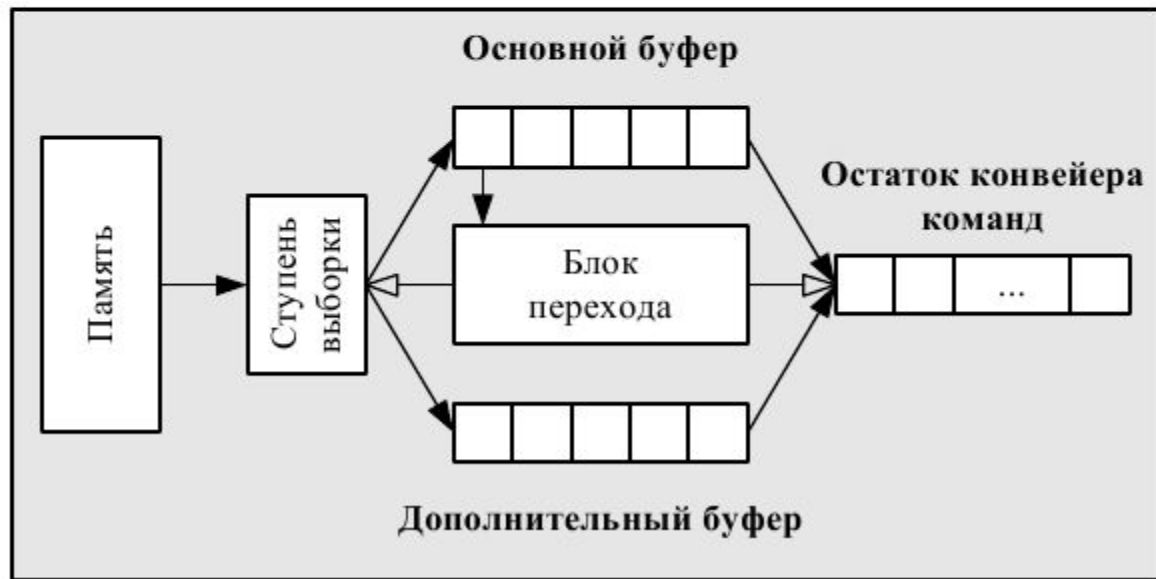 Основной буфер
Память
Ступень
выборки
Блок
перехода
Остаток конвейера
команд
...
Дополнительный буфер